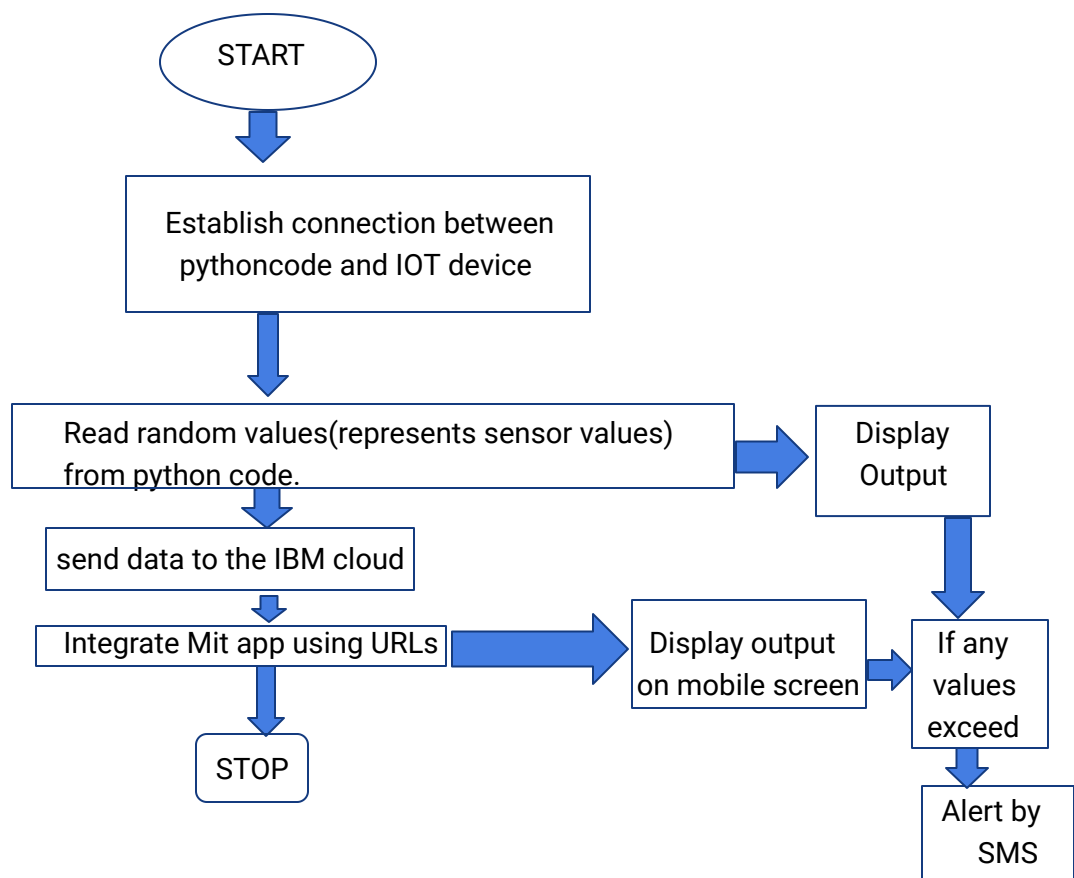 START
Establish connection between
pythoncode and IOT device
Read random values(represents sensor values)
from python code.
Display
Output
send data to the IBM cloud
Integrate Mit app using URLs
Display output
on mobile screen
If any
values
exceed
STOP
Alert by
SMS